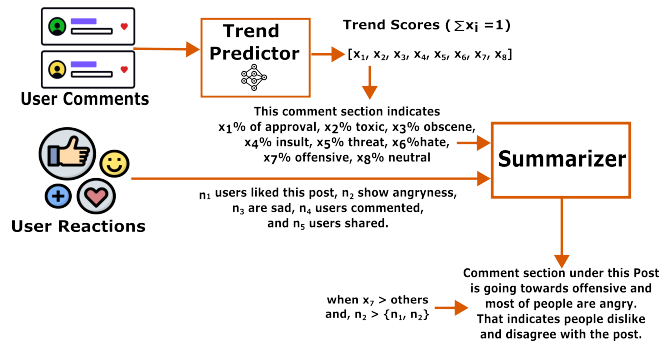 Trend Scores ( ∑xᵢ =1)
Trend
Predictor
[x₁, x₂, x₃, x₄, x₅, x₆, x₇, x₈]
User Comments
This comment section indicates
x₁% of approval, x₂% toxic, x₃% obscene,
x₄% insult, x₅% threat, x₆%hate,
x₇% offensive, x₈% neutral
Summarizer
n₁ users liked this post, n₂ show angryness,
n₃ are sad, n₄ users commented,
and n₅ users shared.
User Reactions
Comment section under this Post
is going towards offensive and
most of people are angry.
That indicates people dislike
and disagree with the post.
when x₇ > others
and, n₂ > {n₁, n₂}